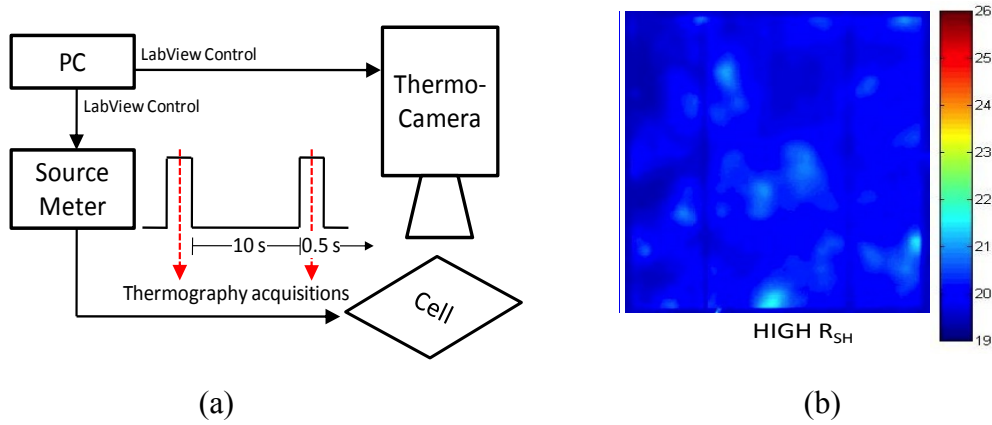 PC
LabView Control
LabView Control
Thermo-
Camera
Source
Meter
10 s
0.5 s
Thermography acquisitions
Cell
(a)
26
25
24
23
22
21
20
19
HIGH R_SH
(b)